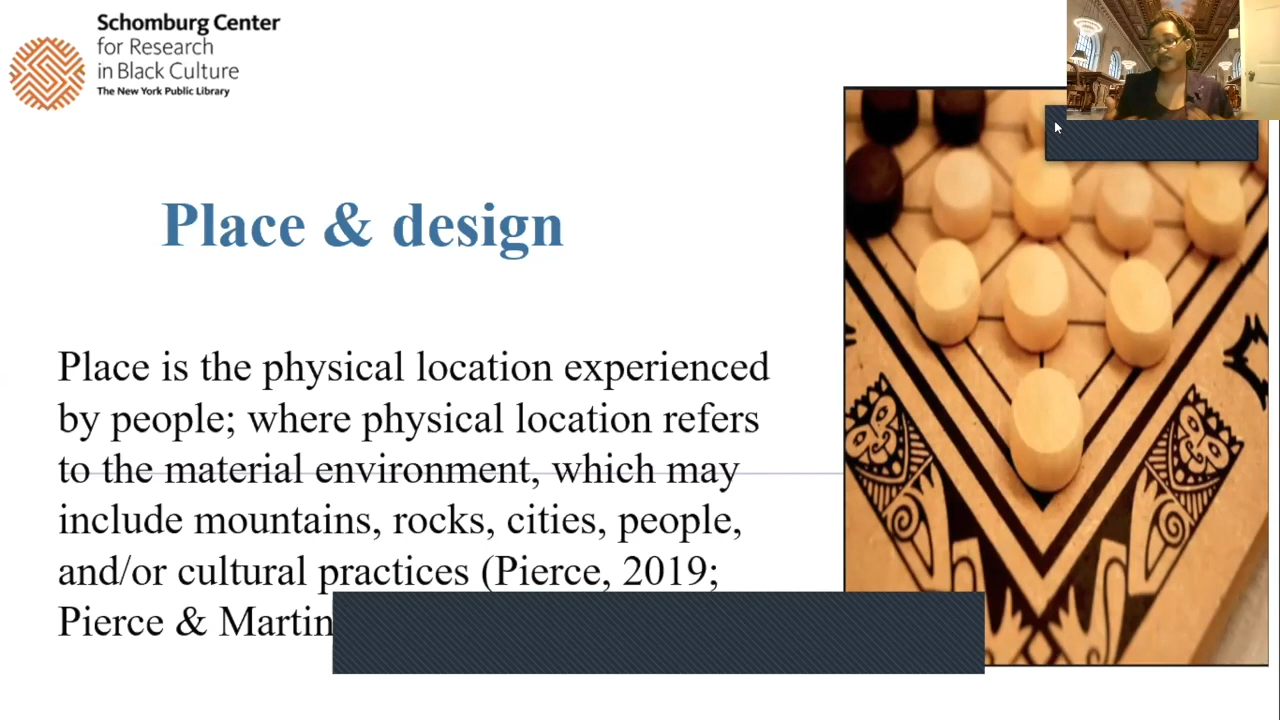 Schomburg Center
for Research
in Black Culture
The New York Public Library
Place & design
Place is the physical location experienced
by people; where physical location refers
to the material environment, which may
include mountains, rocks, cities, people,
and/or cultural practices (Pierce, 2019;
Pierce & Martin